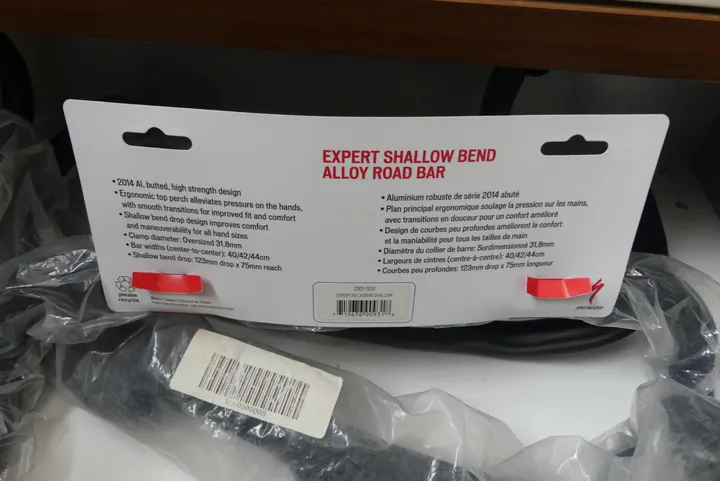 EXPERT SHALLOW BEND
ALLOY ROAD BAR
• 2014 Al, butted, high strength design
• Ergonomic top perch alleviates pressure on the hands,
with smooth transitions for improved fit and comfort
• Shallow bend drop design improves comfort
and maneuverability for all hand sizes
• Clamp diameter: Oversized 31.8mm
• Bar widths (center-to-center): 40/42/44cm
• Shallow bend drop: 123mm drop x 75mm reach
• Aluminium robuste de série 2014 abuté
• Plan principal ergonomique soulage la pression sur les mains,
avec transitions en douceur pour un confort amélioré
• Design de courbes peu profondes améliorent le confort
et la maniabilité pour tous les tailles de main
• Diamètre du collier de barre: Surdimensionné 31,8mm
• Largeurs de cintres (centre-à-centre): 40/42/44cm
• Courbes peu profondes: 123mm drop x 75mm longueur
please
recycle
2101-1100
SPECIALIZED